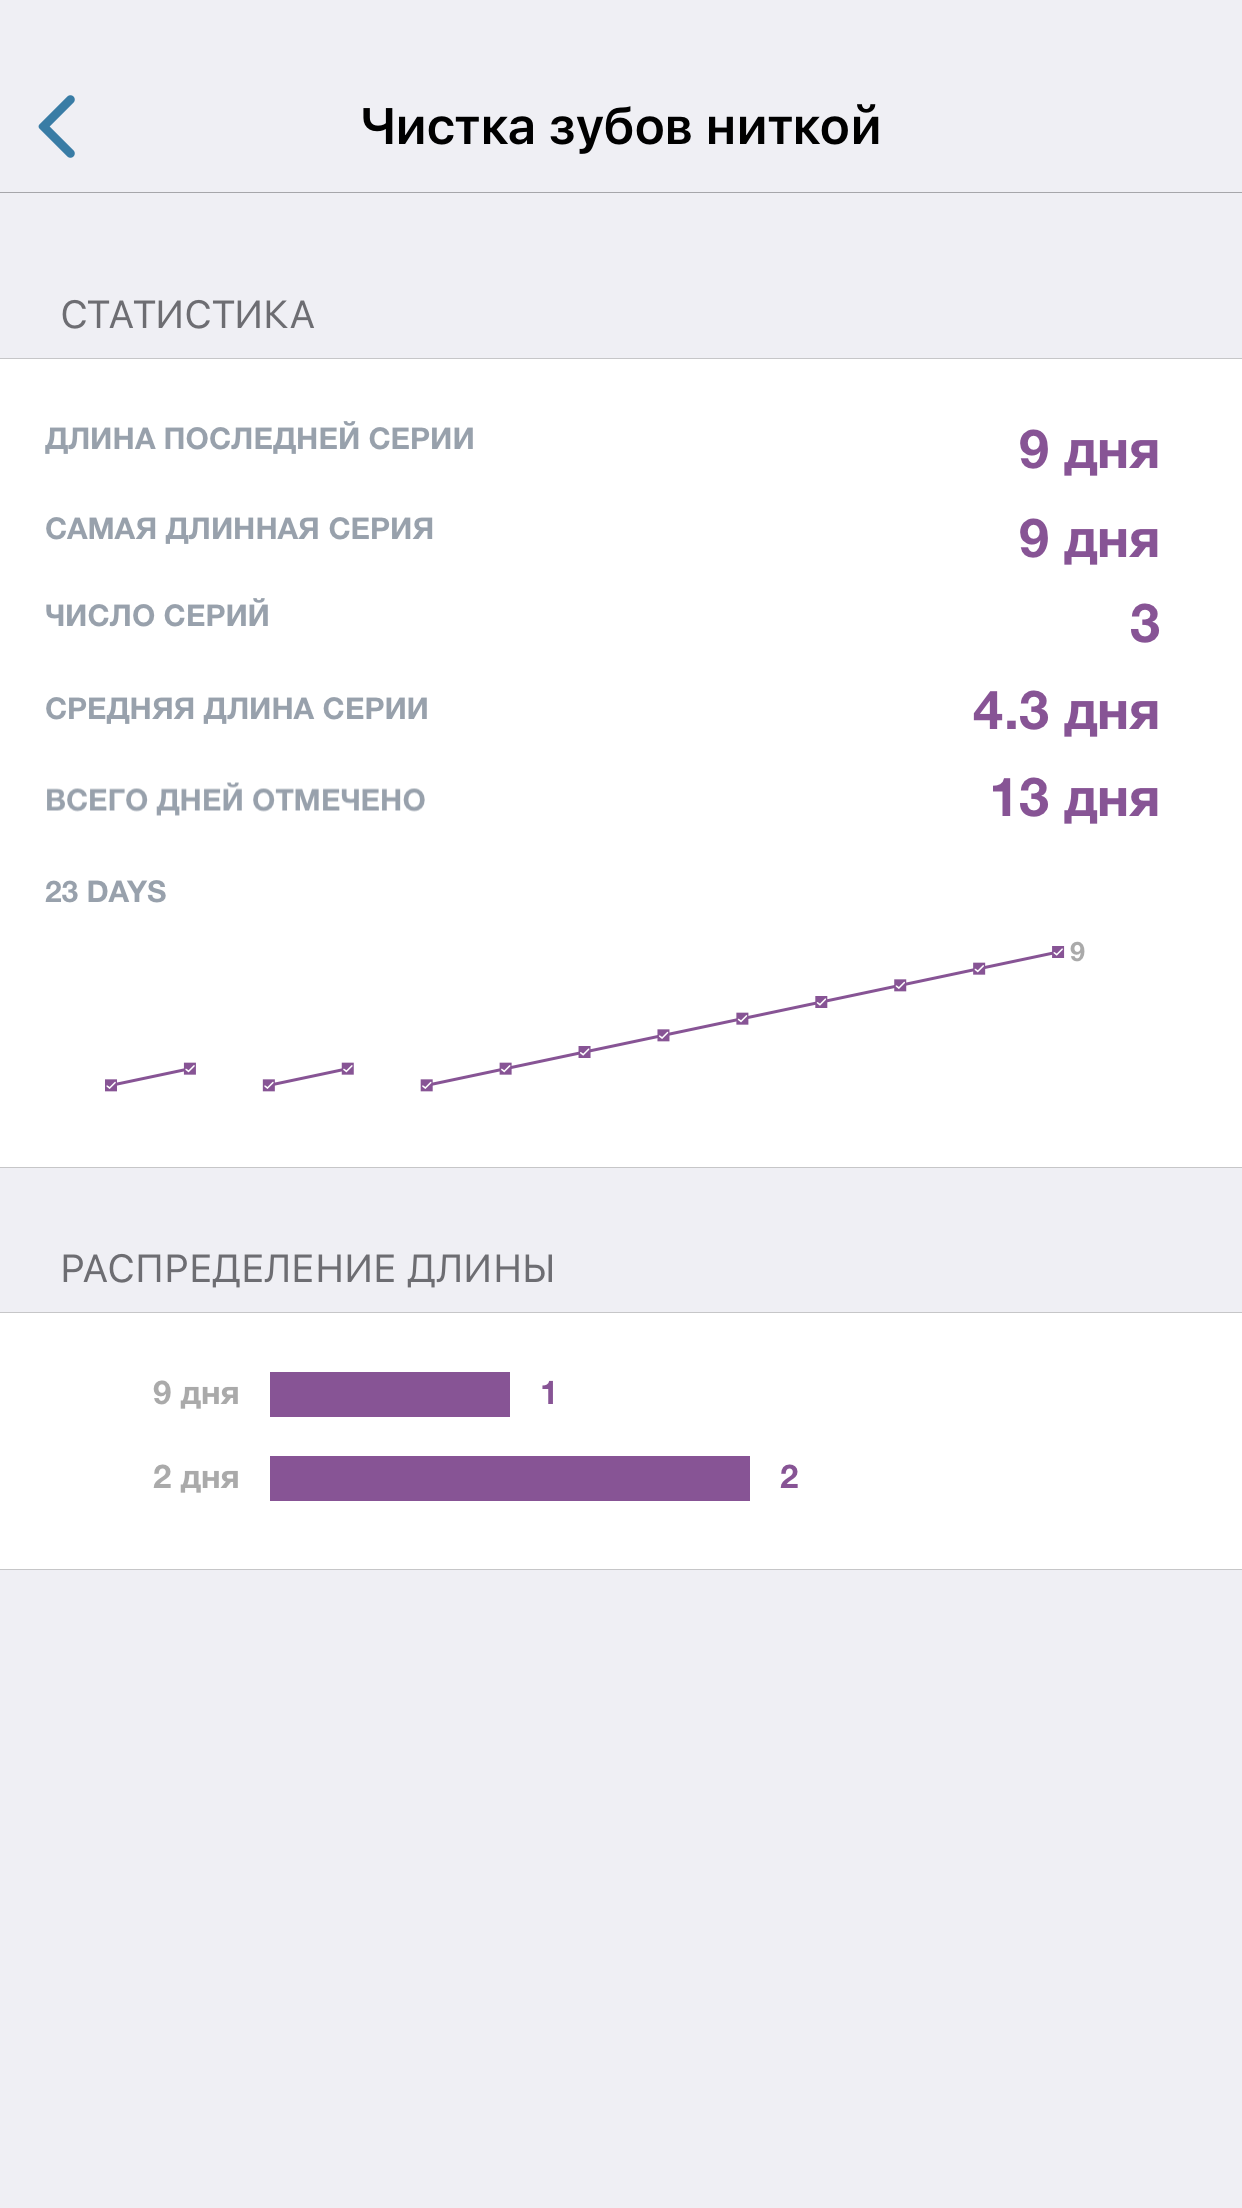 Чистка зубов ниткой
СТАТИСТИКА
ДЛИНА ПОСЛЕДНЕЙ СЕРИИ 9 дня
САМАЯ ДЛИННАЯ СЕРИЯ 9 дня
ЧИСЛО СЕРИЙ 3
СРЕДНЯЯ ДЛИНА СЕРИИ 4.3 дня
ВСЕГО ДНЕЙ ОТМЕЧЕНО 13 дня
23 DAYS
9
РАСПРЕДЕЛЕНИЕ ДЛИНЫ
9 дня 1
2 дня 2